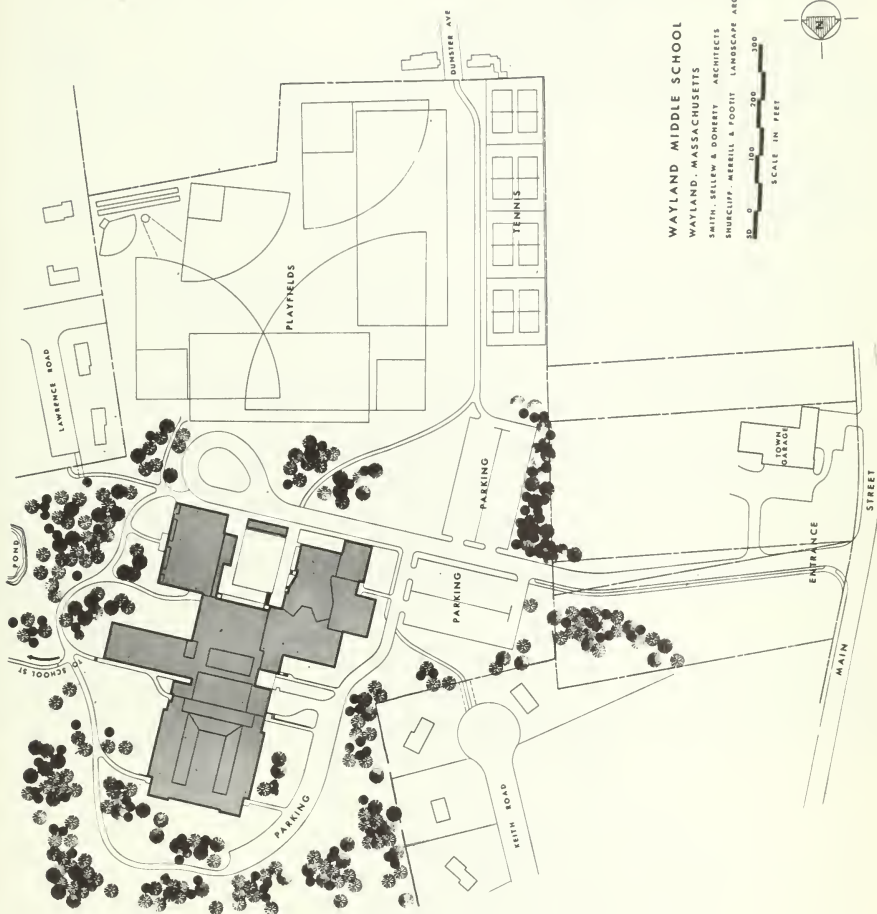 WAYLAND MIDDLE SCHOOL
WAYLAND, MASSACHUSETTS
SMITH, SELLEW & DOHERTY ARCHITECTS
SHURCLIFF, MERRILL & FOOTIT LANDSCAPE
50 0 100 200 300
SCALE IN FEET
N
DUNSTER AVE
LAWRENCE ROAD
POND
TO SCHOOL ST
PLAYFIELDS
TENNIS
PARKING
PARKING
PARKING
KEITH ROAD
TOWN
GARAGE
ENTRANCE
MAIN STREET